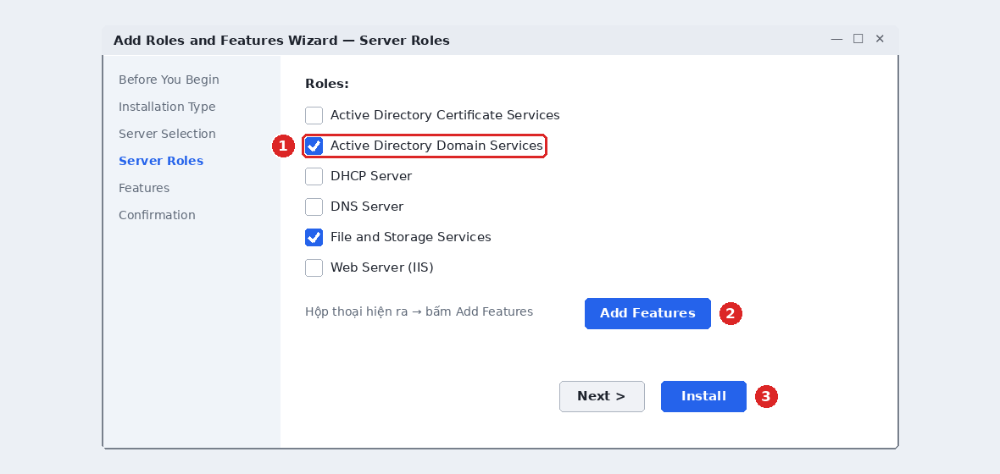 Add Roles and Features Wizard — Server Roles
Before You Begin
Installation Type
Server Selection
Server Roles
Features
Confirmation
Roles:
Active Directory Certificate Services
1
Active Directory Domain Services
DHCP Server
DNS Server
File and Storage Services
Web Server (IIS)
Hộp thoại hiện ra → bấm Add Features
Add Features
2
Next >
Install
3